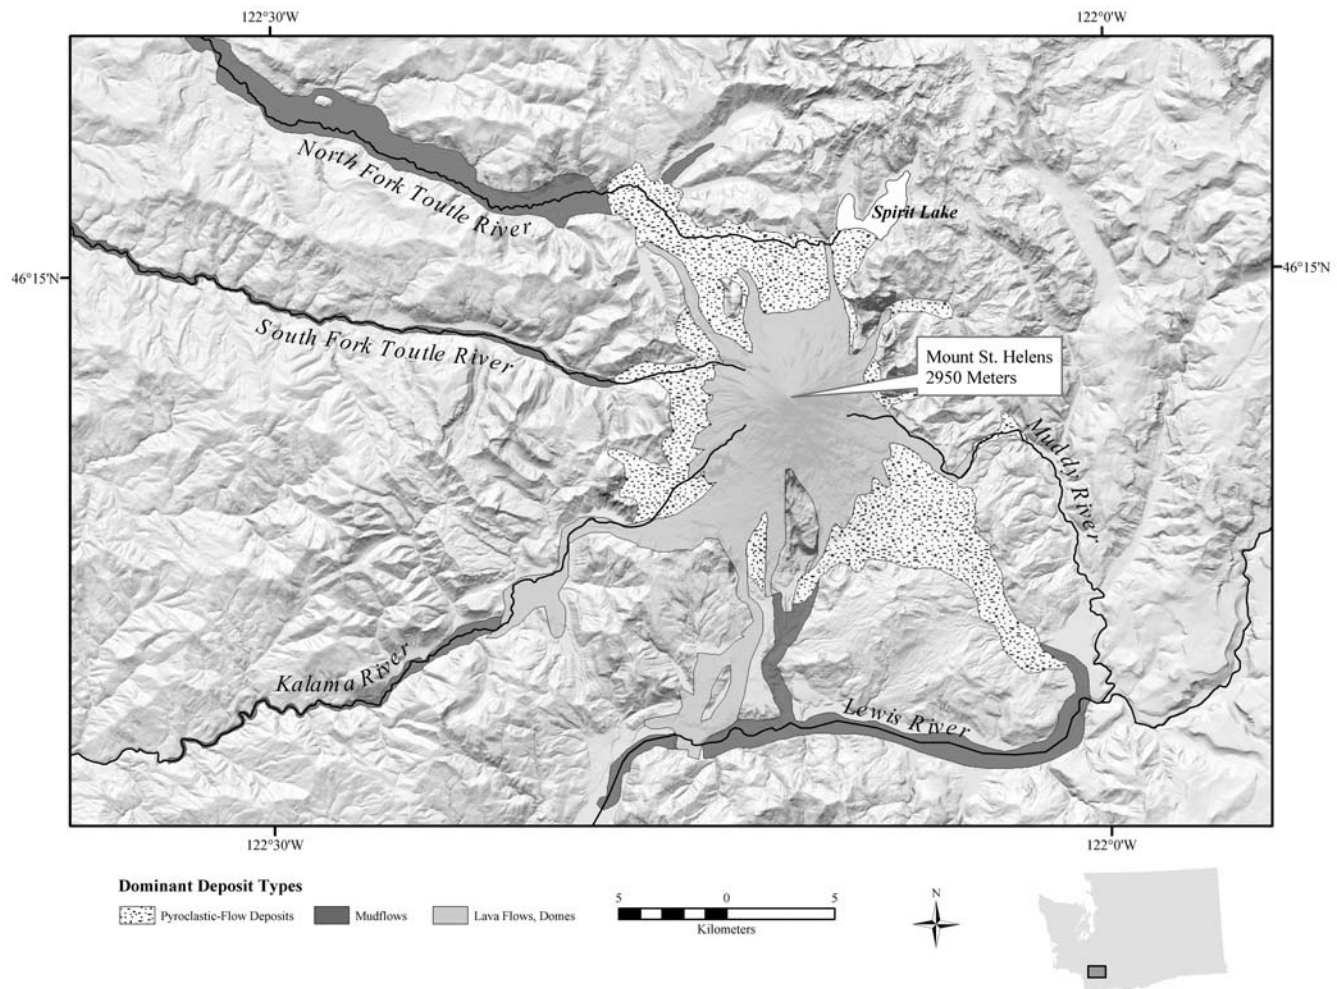 122°30'W
122°0'W
North Fork Toutle River
Spirit Lake
46°15'N
46°15'N
South Fork Toutle River
Mount St. Helens
2950 Meters
Muddy River
Kalama River
Lewis River
122°30'W
122°0'W
Dominant Deposit Types
Pyroclastic-Flow Deposits
Mudflows
Lava Flows, Domes
5
0
5
Kilometers
N